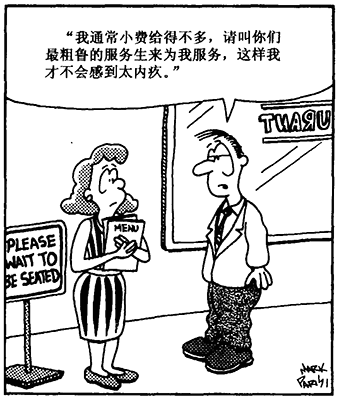 “我通常小费给得不多，请叫你们
最粗鲁的服务生来为我服务，这样我
才不会感到太内疚。”
URANT
MENU
PLEASE
WAIT TO
BE SEATED
MARK
PARISI